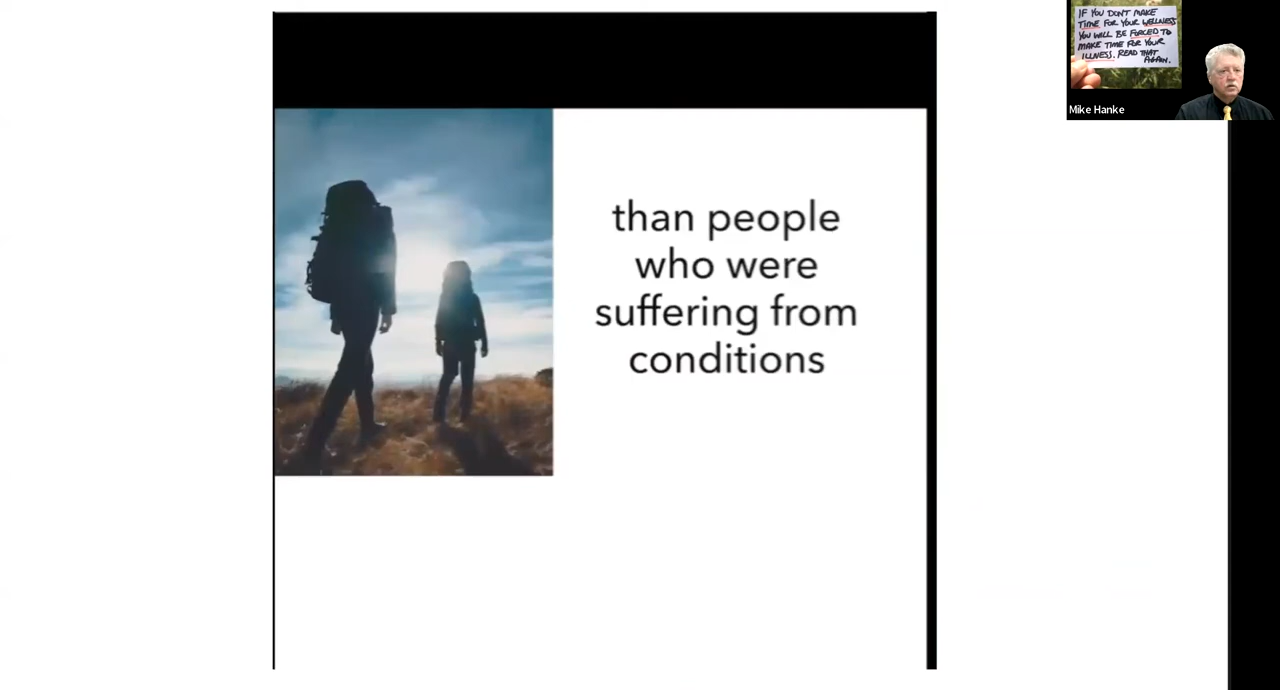 than people
who were
suffering from
conditions
IF YOU DON'T MAKE
TIME FOR YOUR WELLNESS
YOU WILL BE FORCED TO
MAKE TIME FOR YOUR
ILLNESS. READ THAT
AGAIN.
Mike Hanke